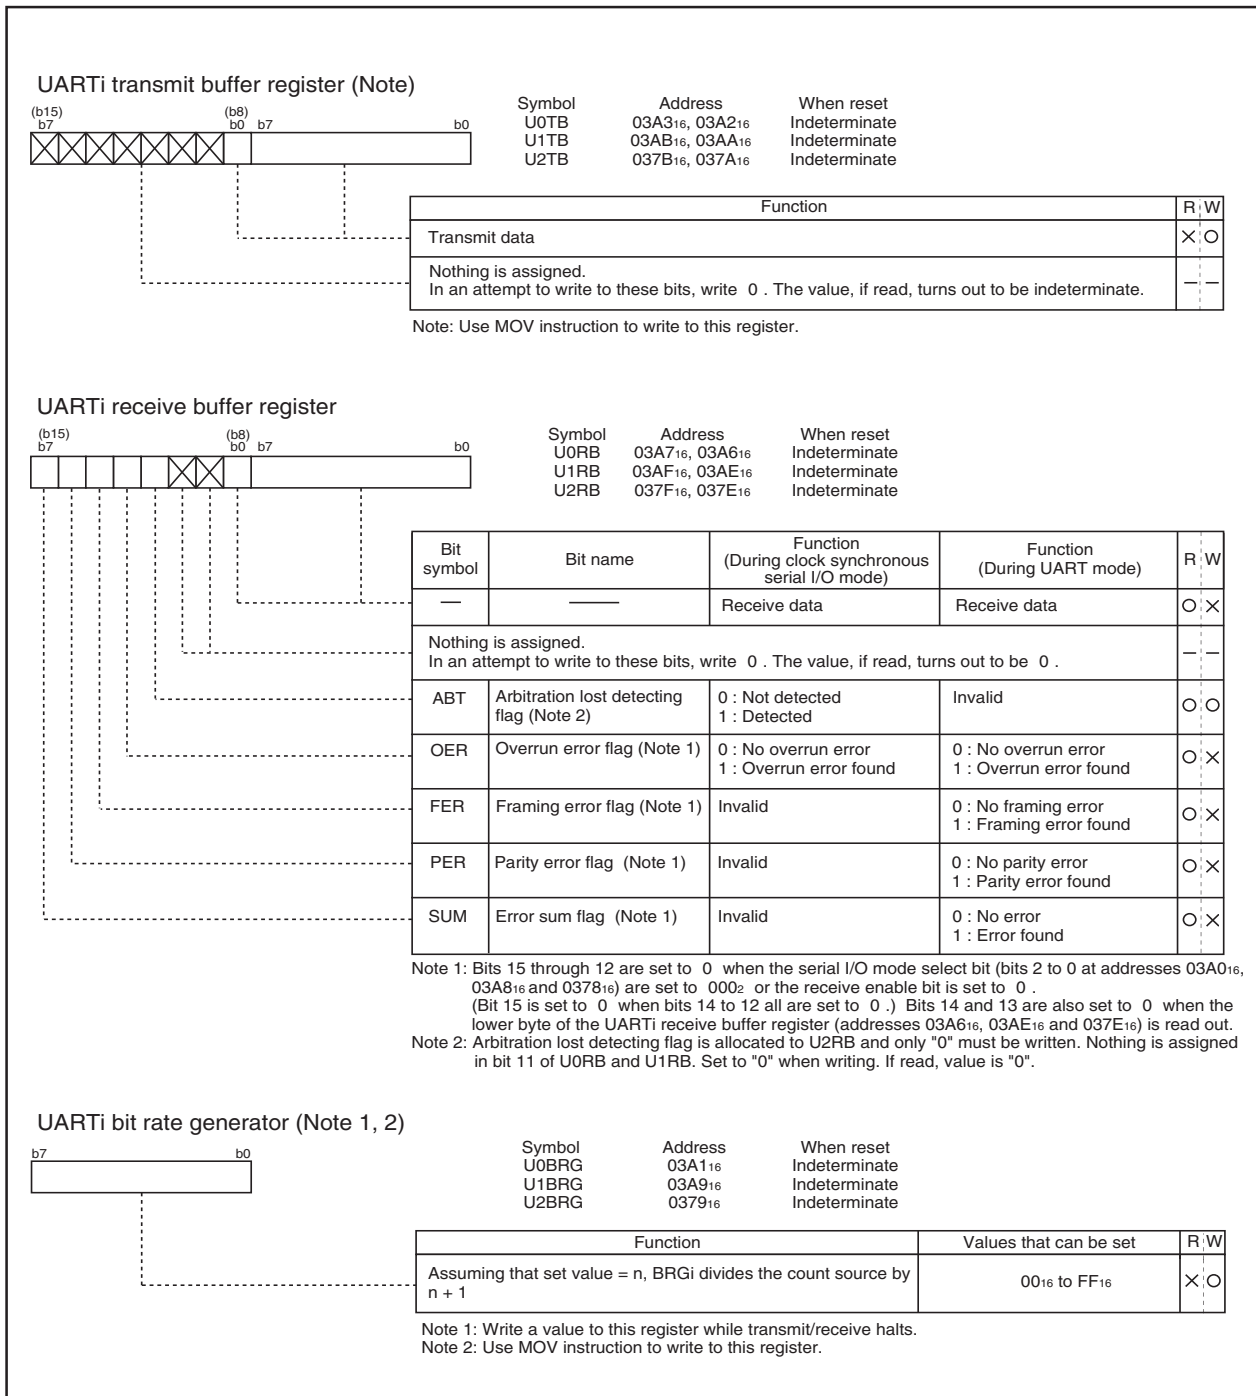 UARTi transmit buffer register (Note)
(b15) (b8)
b7 b0 b7 b0
Symbol Address When reset
U0TB 03A3₁₆, 03A2₁₆ Indeterminate
U1TB 03AB₁₆, 03AA₁₆ Indeterminate
U2TB 037B₁₆, 037A₁₆ Indeterminate
Function R W
Transmit data × O
Nothing is assigned.
In an attempt to write to these bits, write 0 . The value, if read, turns out to be indeterminate. — —
Note: Use MOV instruction to write to this register.
UARTi receive buffer register
(b15) (b8)
b7 b0 b7 b0
Symbol Address When reset
U0RB 03A7₁₆, 03A6₁₆ Indeterminate
U1RB 03AF₁₆, 03AE₁₆ Indeterminate
U2RB 037F₁₆, 037E₁₆ Indeterminate
Bit symbol Bit name Function (During clock synchronous serial I/O mode) Function (During UART mode) R W
— — Receive data Receive data O ×
Nothing is assigned.
In an attempt to write to these bits, write 0 . The value, if read, turns out to be 0 . — —
ABT Arbitration lost detecting flag (Note 2) 0 : Not detected 1 : Detected Invalid O O
OER Overrun error flag (Note 1) 0 : No overrun error 1 : Overrun error found 0 : No overrun error 1 : Overrun error found O ×
FER Framing error flag (Note 1) Invalid 0 : No framing error 1 : Framing error found O ×
PER Parity error flag (Note 1) Invalid 0 : No parity error 1 : Parity error found O ×
SUM Error sum flag (Note 1) Invalid 0 : No error 1 : Error found O ×
Note 1: Bits 15 through 12 are set to 0 when the serial I/O mode select bit (bits 2 to 0 at addresses 03A0₁₆,
03A8₁₆ and 0378₁₆) are set to 000₂ or the receive enable bit is set to 0 .
(Bit 15 is set to 0 when bits 14 to 12 all are set to 0 .) Bits 14 and 13 are also set to 0 when the
lower byte of the UARTi receive buffer register (addresses 03A6₁₆, 03AE₁₆ and 037E₁₆) is read out.
Note 2: Arbitration lost detecting flag is allocated to U2RB and only "0" must be written. Nothing is assigned
in bit 11 of U0RB and U1RB. Set to "0" when writing. If read, value is "0".
UARTi bit rate generator (Note 1, 2)
b7 b0
Symbol Address When reset
U0BRG 03A1₁₆ Indeterminate
U1BRG 03A9₁₆ Indeterminate
U2BRG 0379₁₆ Indeterminate
Function Values that can be set R W
Assuming that set value = n, BRGi divides the count source by
n + 1 00₁₆ to FF₁₆ × O
Note 1: Write a value to this register while transmit/receive halts.
Note 2: Use MOV instruction to write to this register.